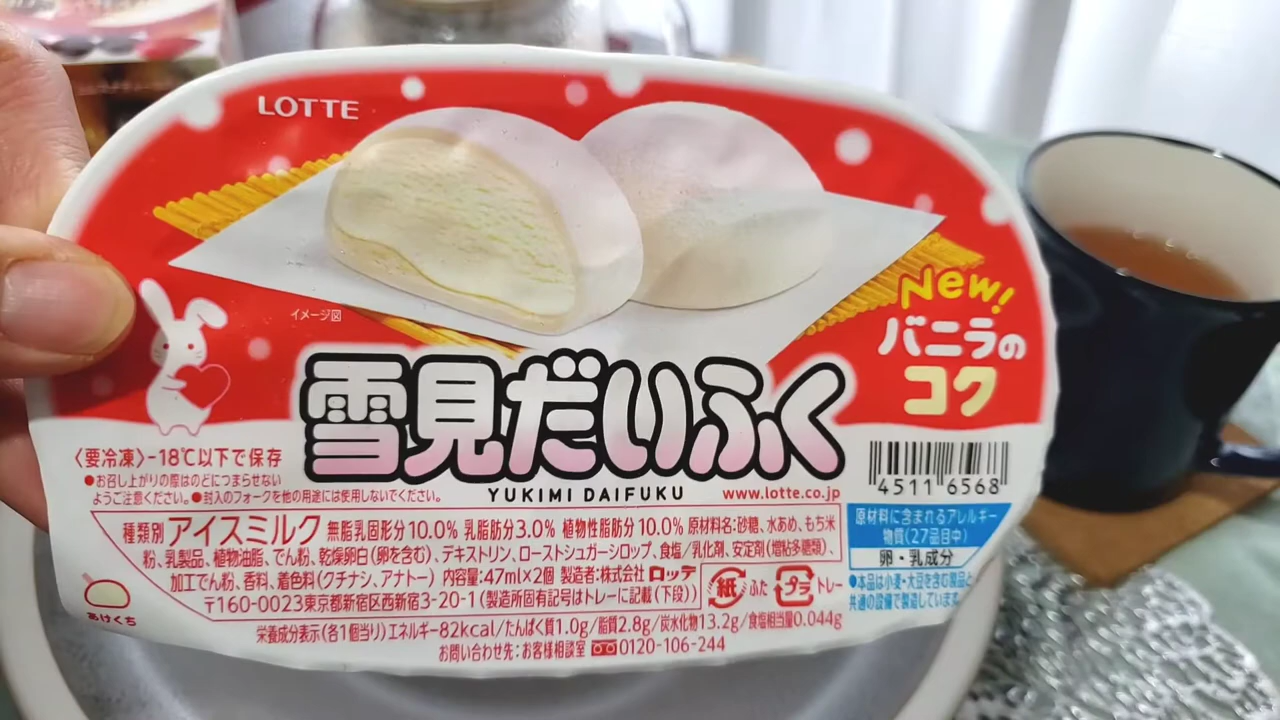 LOTTE
New!
バニラの
コク
イメージ図
雪見だいふく
YUKIMI DAIFUKU
www.lotte.co.jp
〈要冷凍〉-18℃以下で保存
●お召し上がりの際はのどにつまらせない
ようご注意ください。●封入のフォークを他の用途には使用しないでください。
4511 6568
種類別 アイスミルク 無脂乳固形分10.0% 乳脂肪分3.0% 植物性脂肪分10.0% 原材料名:砂糖、水あめ、もち米
粉、乳製品、植物油脂、でん粉、乾燥卵白(卵を含む)、デキストリン、ローストシュガーシロップ、食塩/乳化剤、安定剤(増粘多糖類)、
加工でん粉、香料、着色料(クチナシ、アナトー) 内容量:47ml×2個 製造者:株式会社 ロッテ
〒160-0023東京都新宿区西新宿3-20-1(製造所固有記号はトレーに記載(下段))
紙 ふた プラ トレー
原材料に含まれるアレルギー
物質(27品目中)
卵・乳成分
●本品は小麦・大豆を含む製品と
共通の設備で製造しています。
あけくち
栄養成分表示(各1個当り)エネルギー82kcal/たんぱく質1.0g/脂質2.8g/炭水化物13.2g/食塩相当量0.044g
お問い合わせ先:お客様相談室 0120-106-244